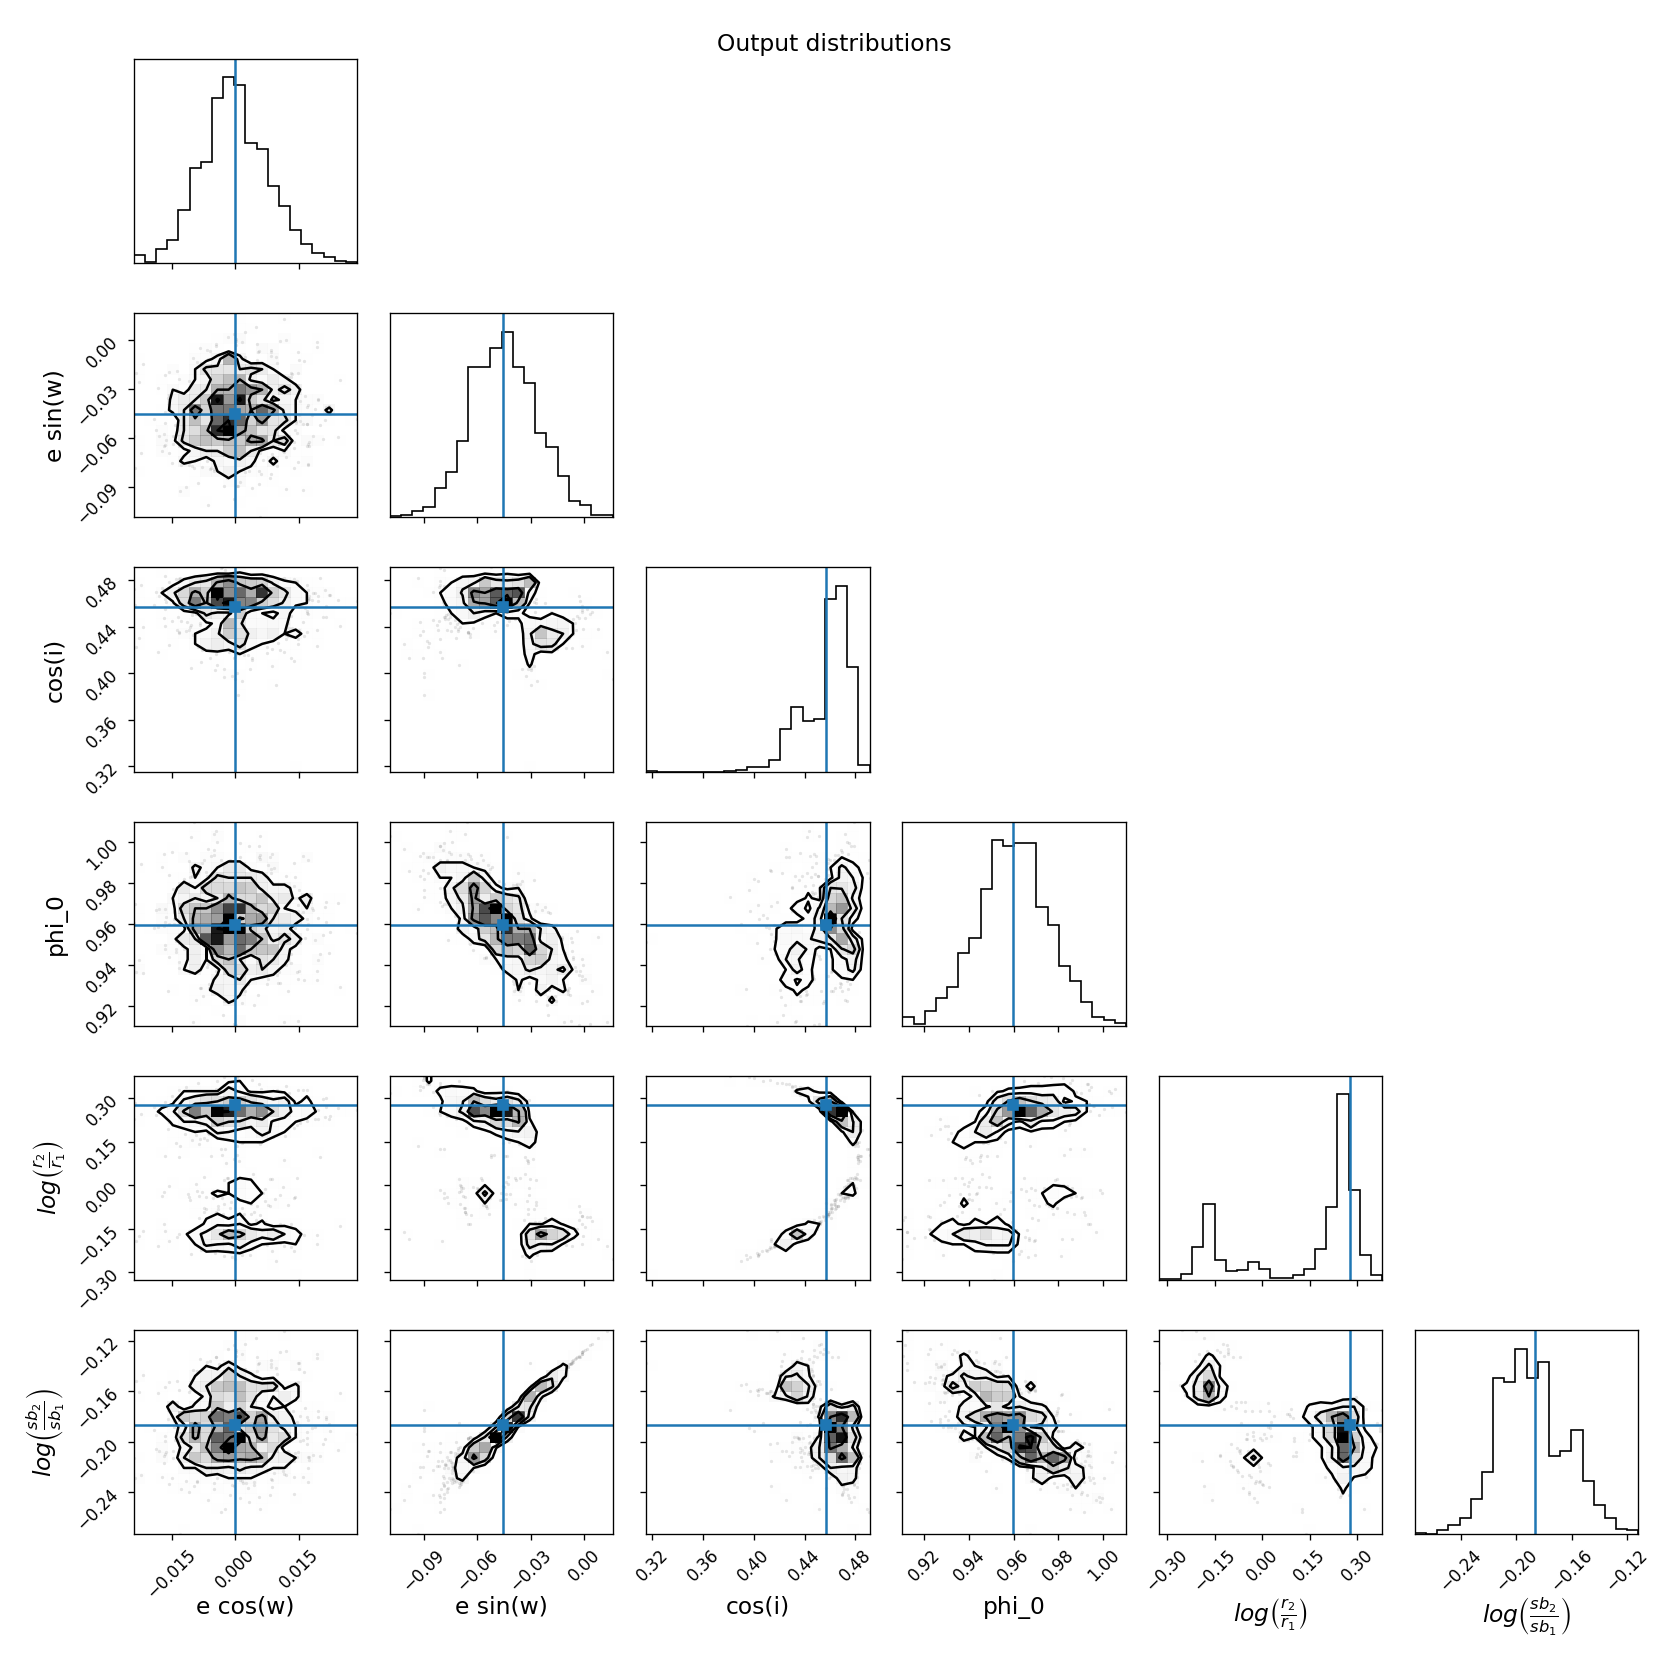 Output distributions
0.00
−0.03
−0.06
−0.09
e sin(w)
0.48
0.44
0.40
0.36
0.32
cos(i)
1.00
0.98
0.96
0.94
0.92
phi_0
0.30
0.15
0.00
−0.15
−0.30
log(r₂/r₁)
−0.12
−0.16
−0.20
−0.24
log(sb₂/sb₁)
−0.015 0.000 0.015
e cos(w)
−0.09 −0.06 −0.03 0.00
e sin(w)
0.32 0.36 0.40 0.44 0.48
cos(i)
0.92 0.94 0.96 0.98 1.00
phi_0
−0.30 −0.15 0.00 0.15 0.30
log(r₂/r₁)
−0.24 −0.20 −0.16 −0.12
log(sb₂/sb₁)